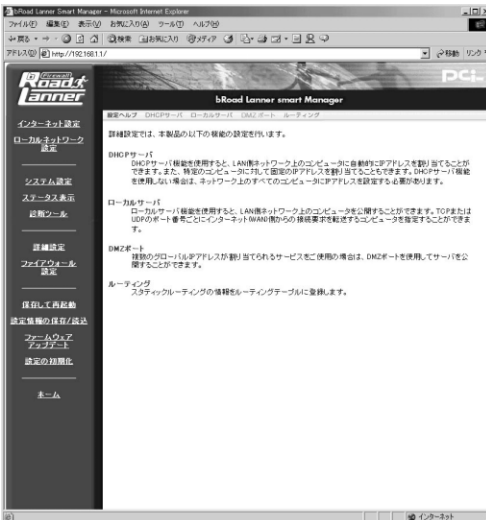 bRoad Lanner Smart Manager - Microsoft Internet Explorer
ファイル(F) 編集(E) 表示(V) お気に入り(A) ツール(T) ヘルプ(H)
戻る 検索 お気に入り メディア
アドレス(D) http://192.168.1.1/ 移動 リンク
Firewall
Road
Lanner
PCi
bRoad Lanner smart Manager
設定ヘルプ DHCPサーバ ローカルサーバ DMZポート ルーティング
インターネット設定
ローカルネットワーク
設定
システム設定
ステータス表示
診断ツール
詳細設定
ファイアウォール
設定
保存して再起動
設定情報の保存/読込
ファームウェア
アップデート
設定の初期化
ホーム
詳細設定では、本製品の以下の機能の設定を行います。
DHCPサーバ
DHCPサーバ機能を使用すると、LAN側ネットワーク上のコンピュータに自動的にIPアドレスを割り当てることが
できます。また、特定のコンピュータに対して固定のIPアドレスを割り当てることもできます。DHCPサーバ機能
を使用しない場合は、ネットワーク上のすべてのコンピュータにIPアドレスを設定する必要があります。
ローカルサーバ
ローカルサーバ機能を使用すると、LAN側ネットワーク上のコンピュータを公開することができます。TCPまたは
UDPのポート番号ごとにインターネット(WAN)側からの接続要求を転送するコンピュータを指定することができま
す。
DMZポート
複数のグローバルIPアドレスが割り当てられるサービスをご使用の場合は、DMZポートを使用してサーバを公
開することができます。
ルーティング
スタティックルーティングの情報をルーティングテーブルに登録します。
インターネット